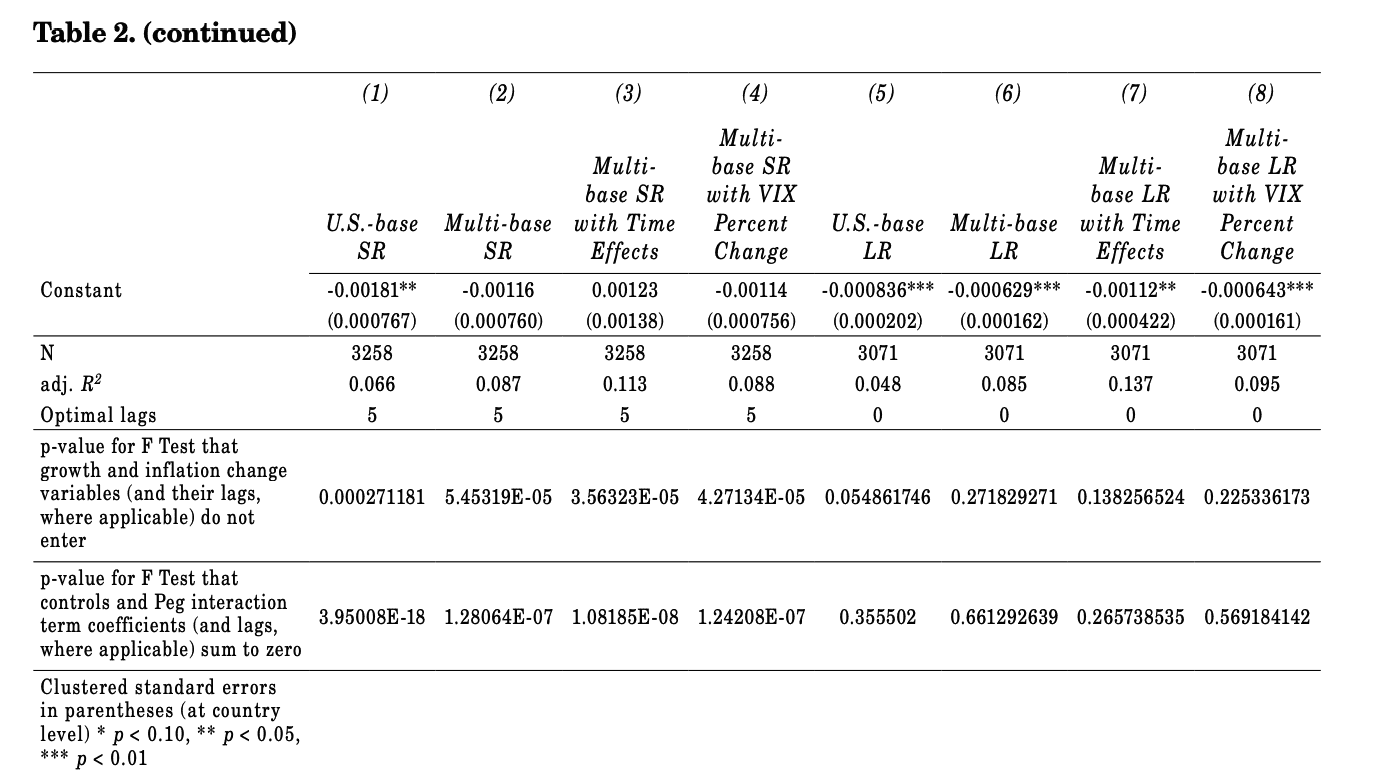 Table 2. (continued)
(1) (2) (3) (4) (5) (6) (7) (8)
Multi- Multi-
Multi- base SR Multi- base LR
base SR with VIX base LR with VIX
U.S.-base Multi-base with Time Percent U.S.-base Multi-base with Time Percent
SR SR Effects Change LR LR Effects Change
Constant -0.00181** -0.00116 0.00123 -0.00114 -0.000836*** -0.000629*** -0.00112** -0.000643***
(0.000767) (0.000760) (0.00138) (0.000756) (0.000202) (0.000162) (0.000422) (0.000161)
N 3258 3258 3258 3258 3071 3071 3071 3071
adj. R² 0.066 0.087 0.113 0.088 0.048 0.085 0.137 0.095
Optimal lags 5 5 5 5 0 0 0 0
p-value for F Test that
growth and inflation change
variables (and their lags, 0.000271181 5.45319E-05 3.56323E-05 4.27134E-05 0.054861746 0.271829271 0.138256524 0.225336173
where applicable) do not
enter
p-value for F Test that
controls and Peg interaction
term coefficients (and lags, 3.95008E-18 1.28064E-07 1.08185E-08 1.24208E-07 0.355502 0.661292639 0.265738535 0.569184142
where applicable) sum to zero
Clustered standard errors
in parentheses (at country
level) * p < 0.10, ** p < 0.05,
*** p < 0.01